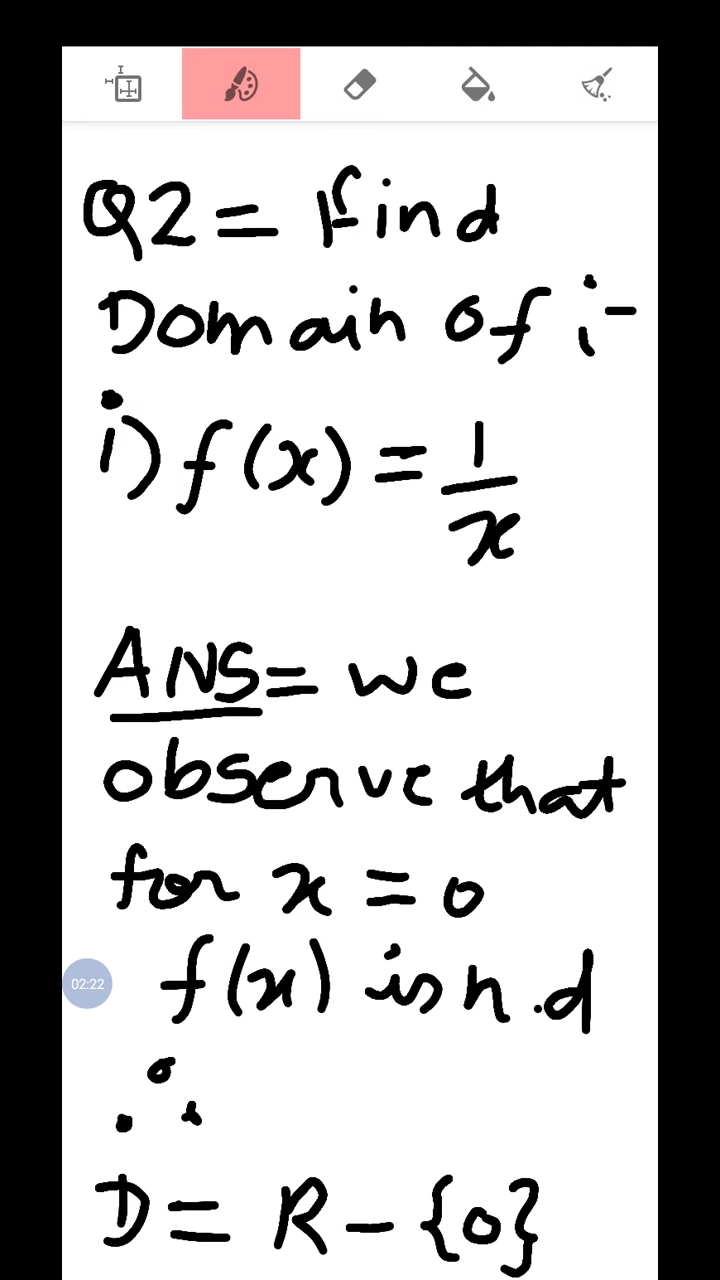 Q2 = Find
Domain of :-
i) f(x) = 1/x
ANS = we
observe that
for x = 0
f(x) is n.d
02:22
∴
D = R - {0}